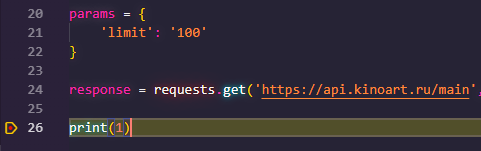 20 params = {
21     'limit': '100'
22 }
23
24 response = requests.get('https://api.kinoart.ru/main',
25
26 print(1)